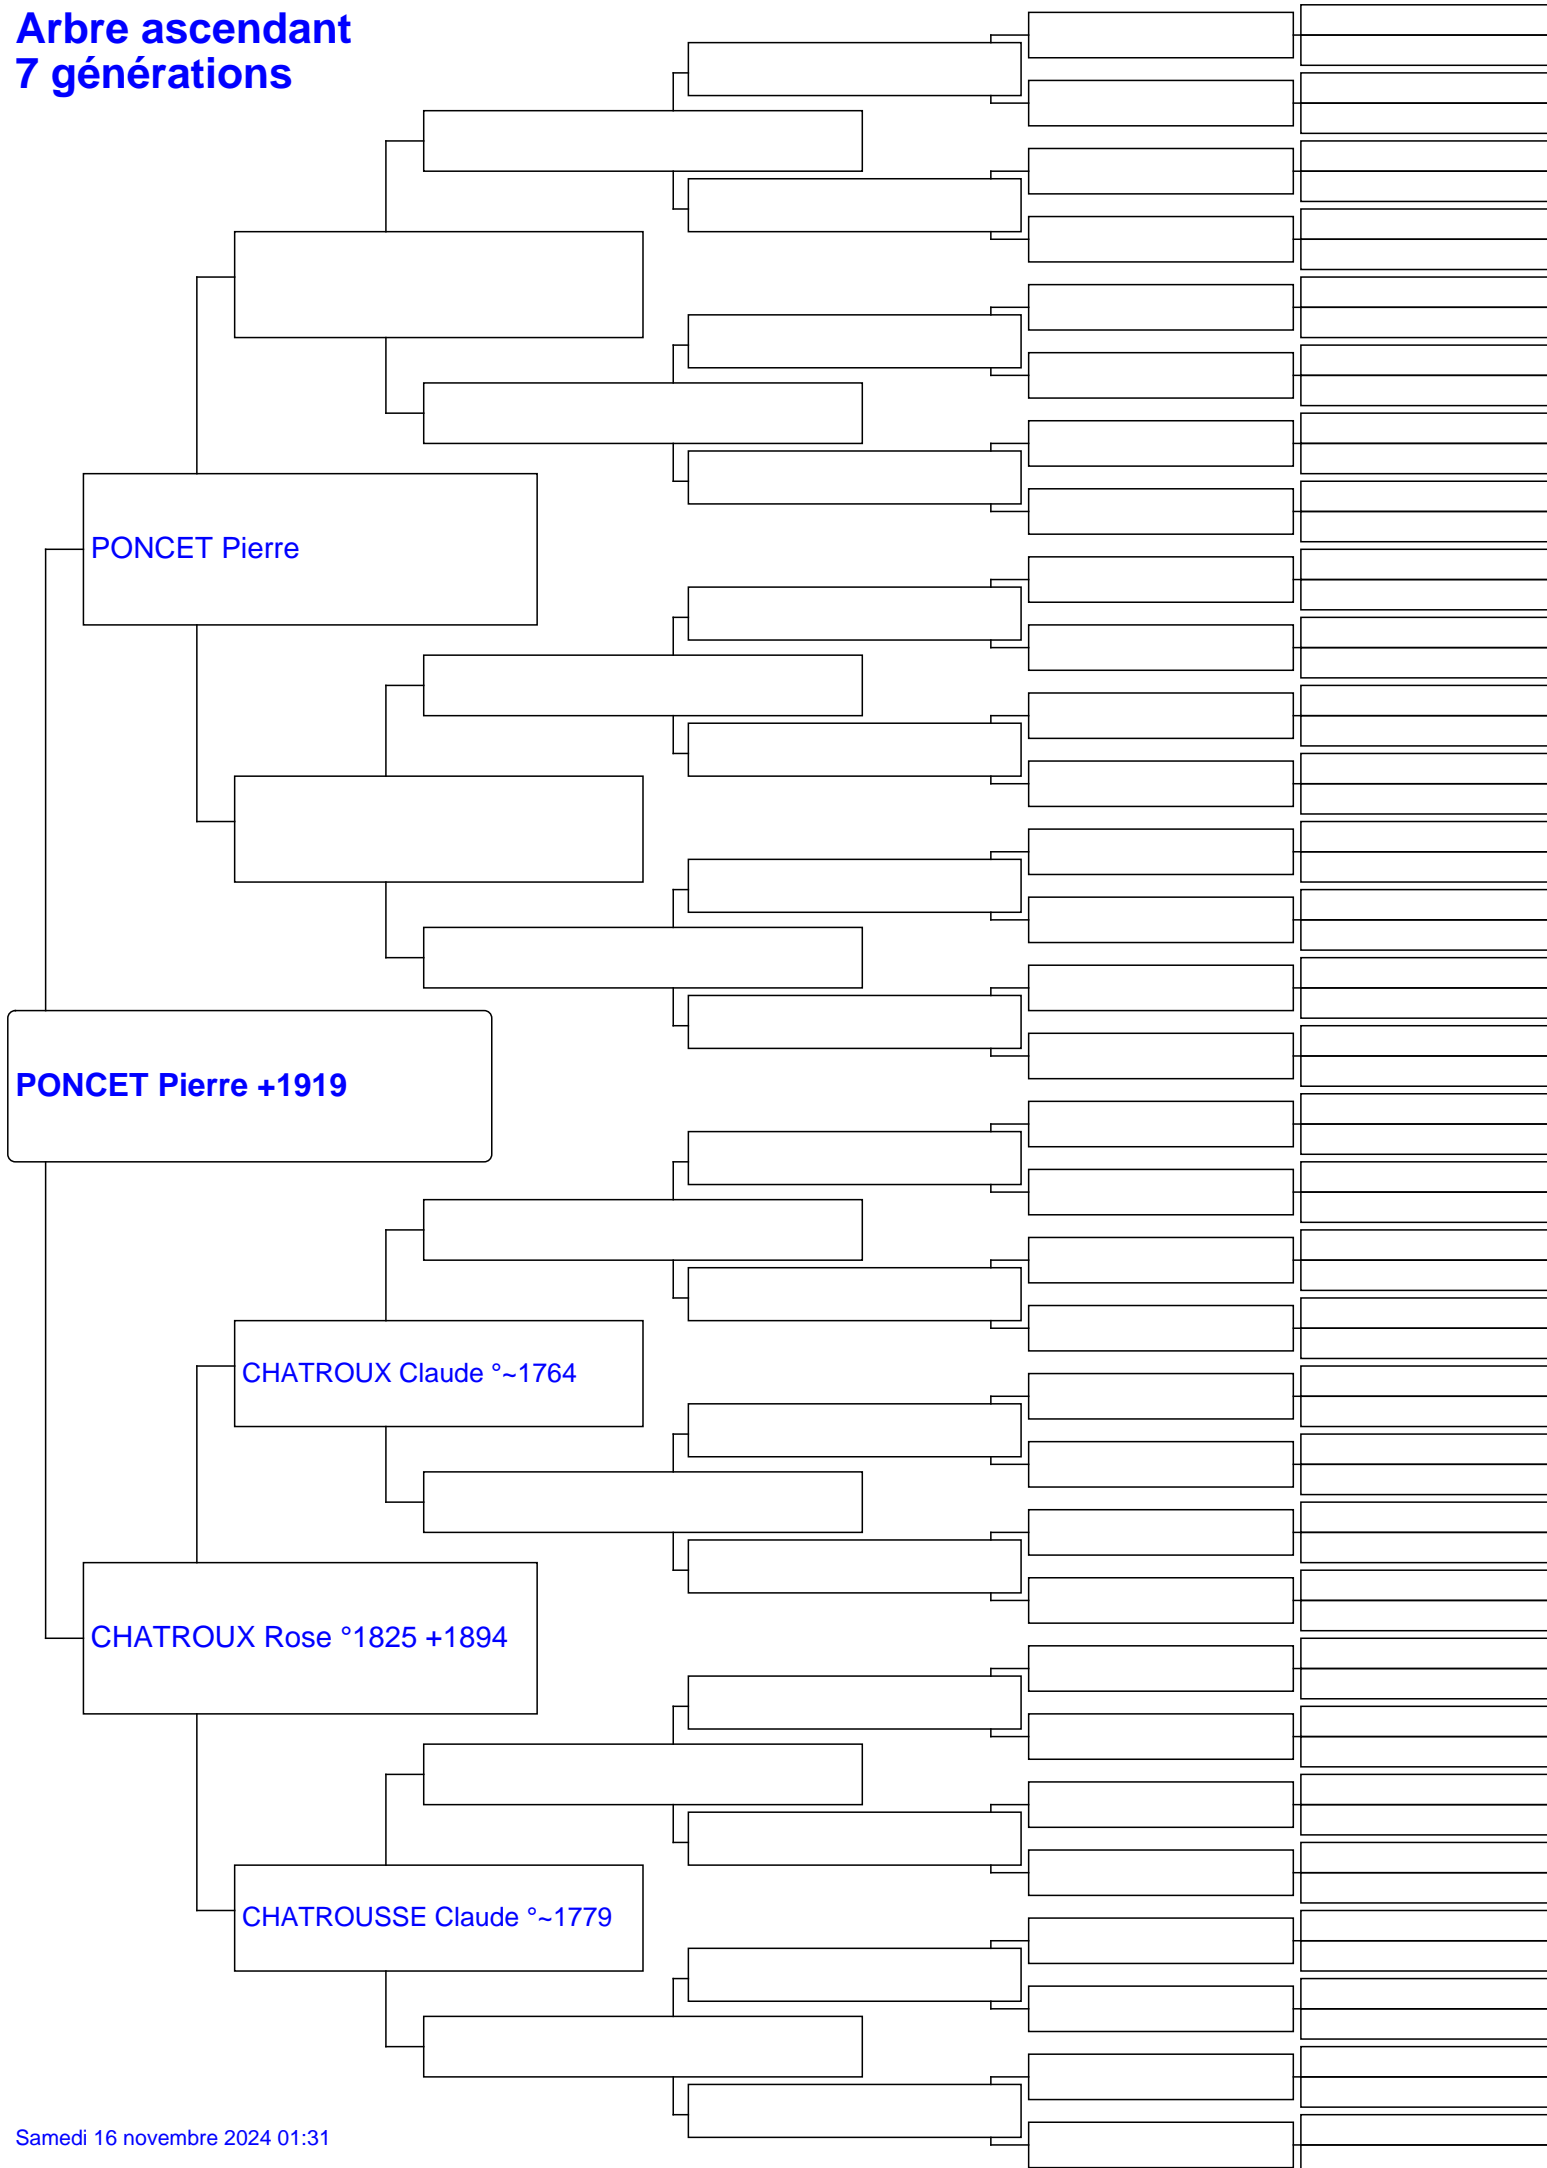 Arbre ascendant
7 générations
PONCET Pierre
PONCET Pierre +1919
CHATROUX Claude °~1764
CHATROUX Rose °1825 +1894
CHATROUSSE Claude °~1779
Samedi 16 novembre 2024 01:31